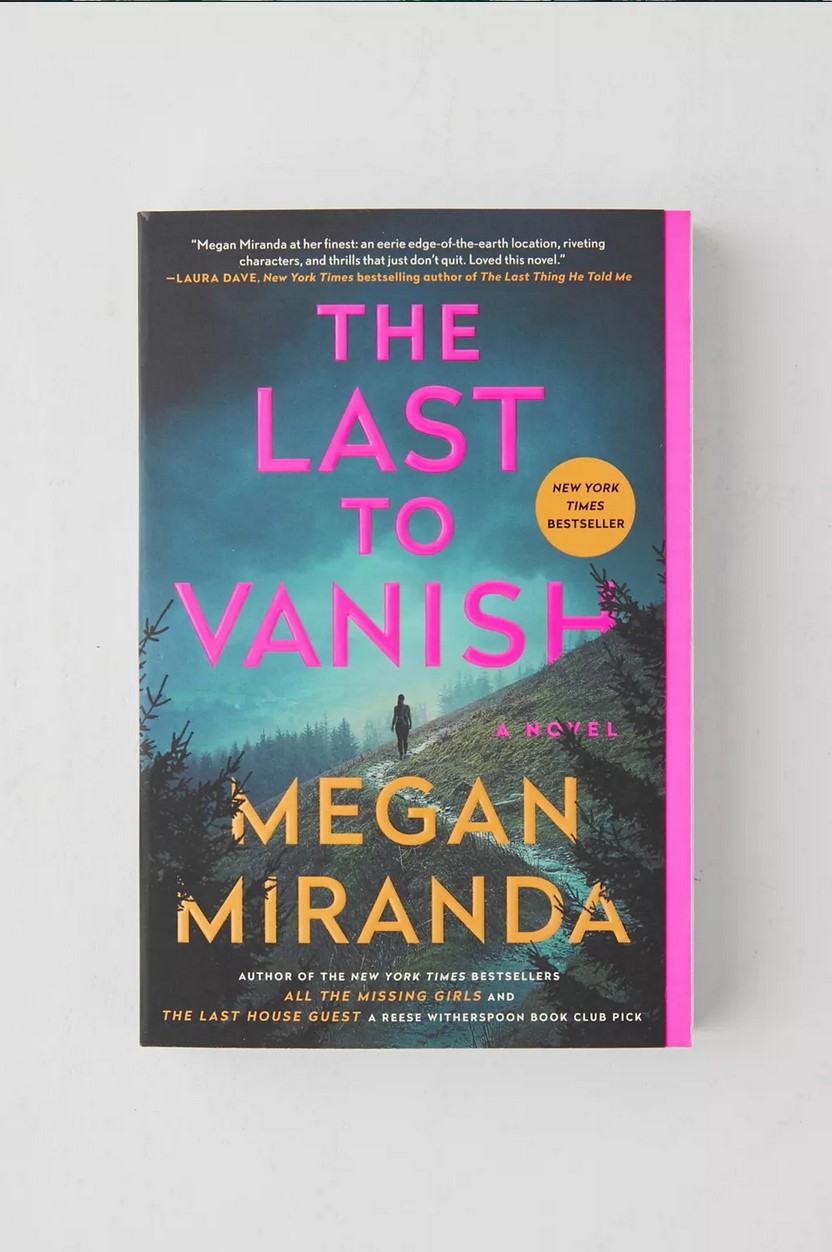 "Megan Miranda at her finest: an eerie edge-of-the-earth location, riveting
characters, and thrills that just don't quit. Loved this novel."
—LAURA DAVE, New York Times bestselling author of The Last Thing He Told Me
THE
LAST
TO
VANISH
NEW YORK
TIMES
BESTSELLER
A NOVEL
MEGAN
MIRANDA
AUTHOR OF THE NEW YORK TIMES BESTSELLERS
ALL THE MISSING GIRLS AND
THE LAST HOUSE GUEST A REESE WITHERSPOON BOOK CLUB PICK